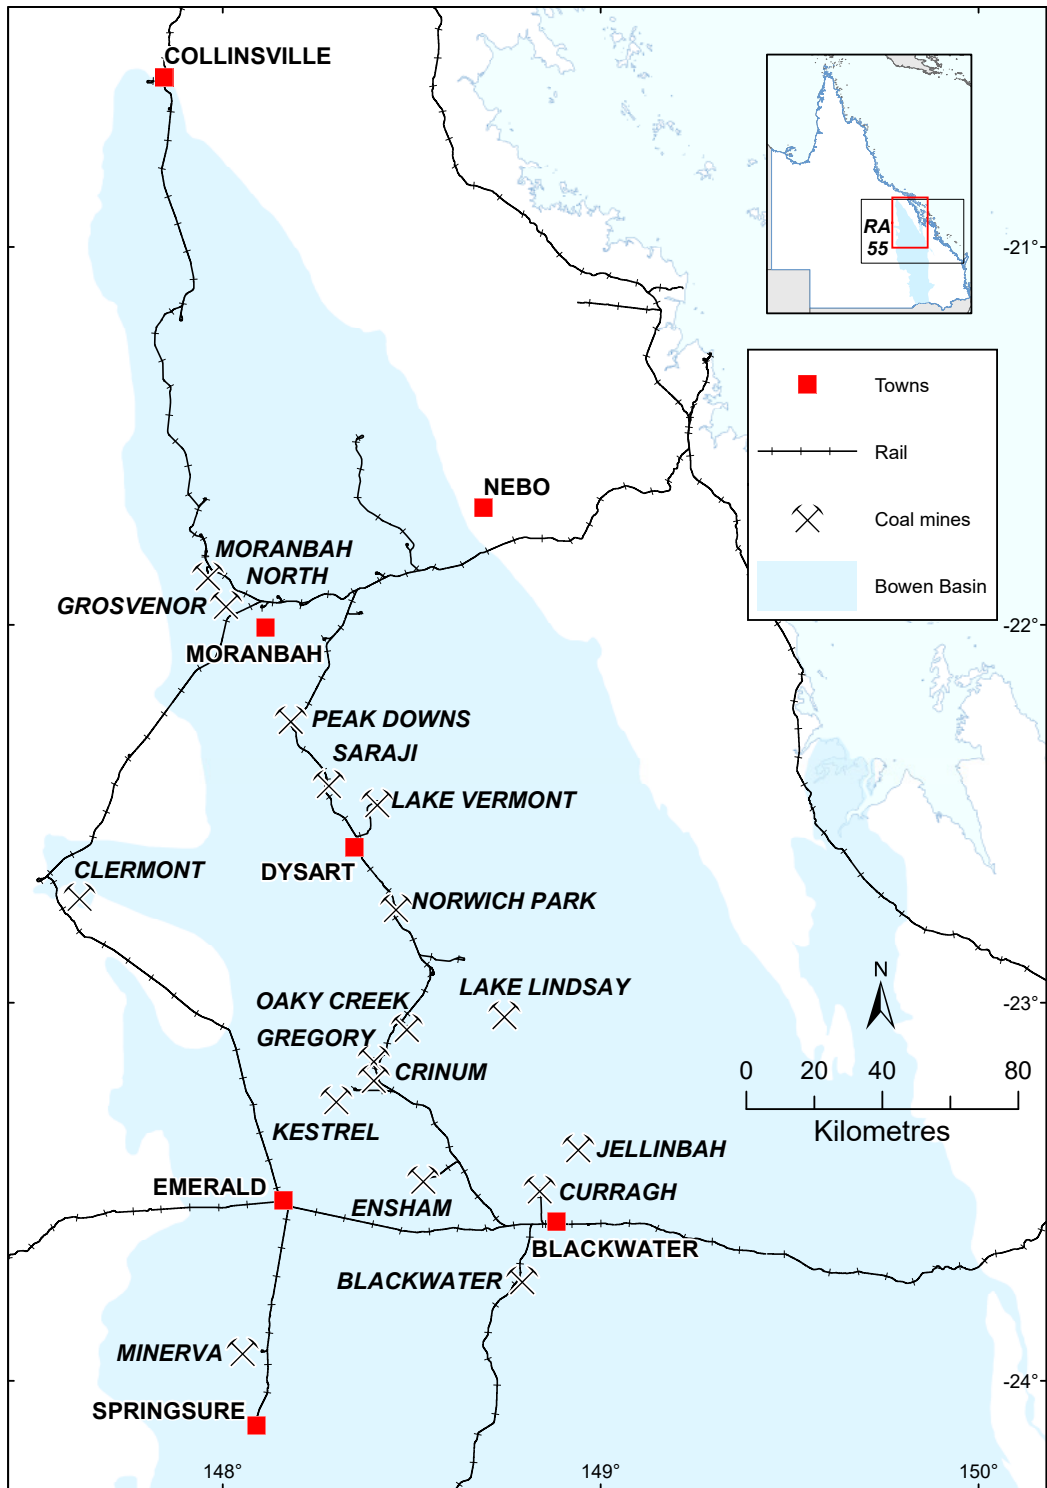 COLLINSVILLE
RA
55
-21°
Towns
Rail
Coal mines
Bowen Basin
NEBO
MORANBAH
NORTH
GROSVENOR
MORANBAH
-22°
PEAK DOWNS
SARAJI
LAKE VERMONT
DYSART
CLERMONT
NORWICH PARK
LAKE LINDSAY
OAKY CREEK
GREGORY
CRINUM
KESTREL
N
-23°
0 20 40 80
Kilometres
JELLINBAH
CURRAGH
EMERALD
ENSHAM
BLACKWATER
BLACKWATER
MINERVA
SPRINGSURE
-24°
148° 149° 150°